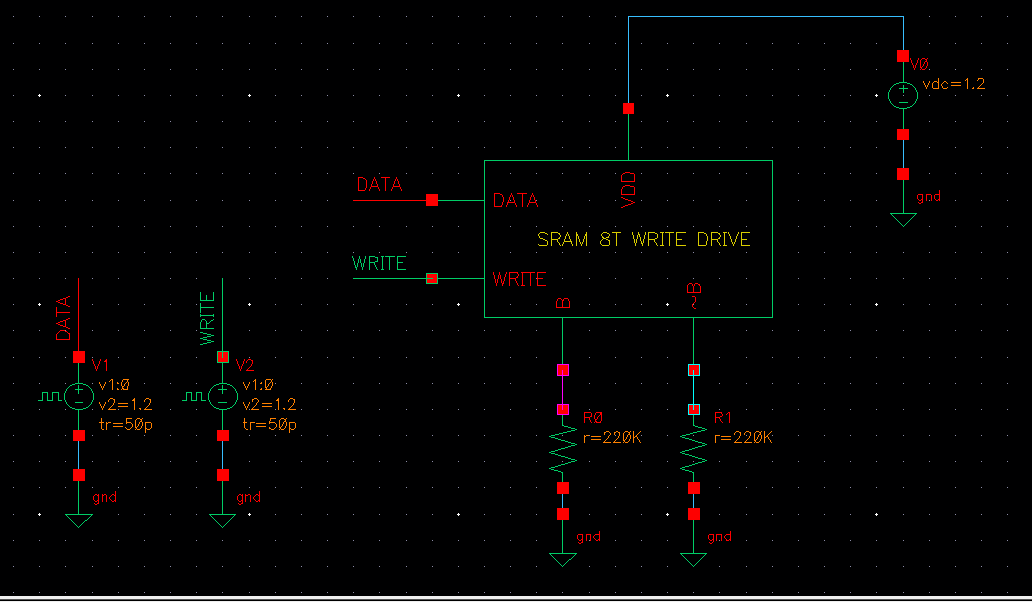 V0
vdc=1.2
gnd
DATA
DATA
VDD
SRAM 8T WRITE DRIVE
WRITE
WRITE
B
~B
DATA
V1
v1:0
v2=1.2
tr=50p
gnd
WRITE
V2
v1:0
v2=1.2
tr=50p
gnd
R0
r=220K
gnd
R1
r=220K
gnd